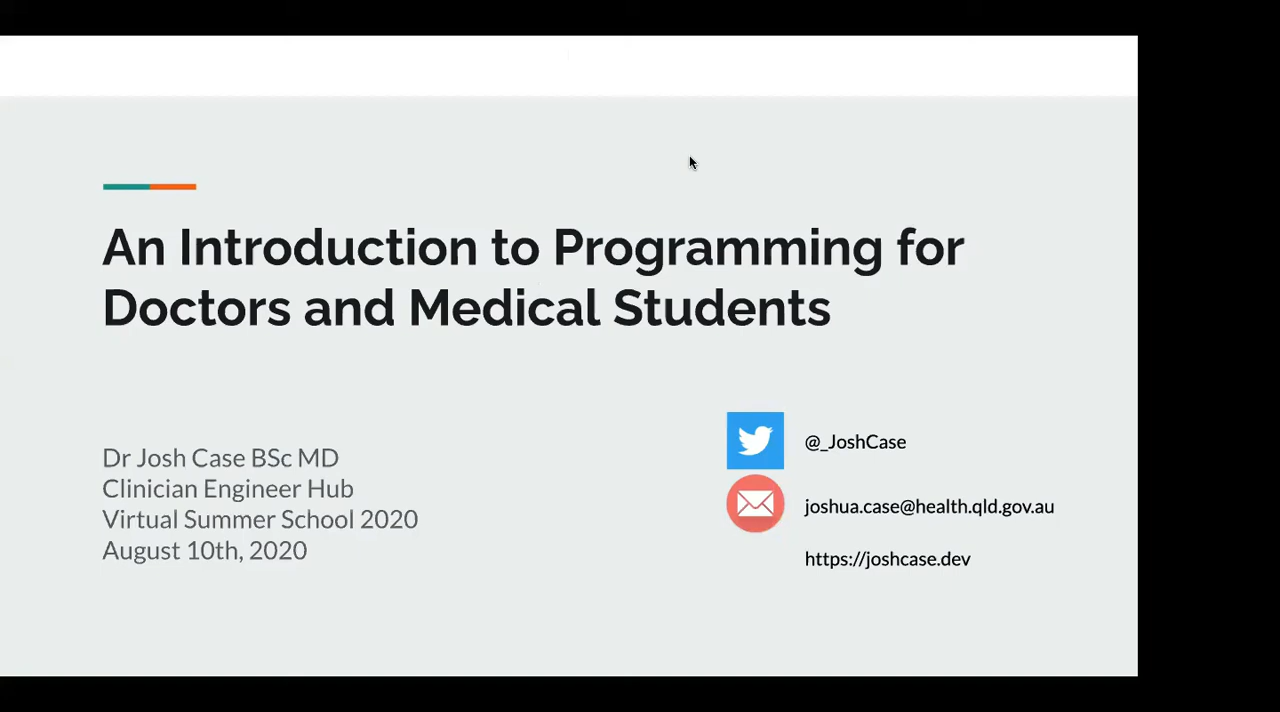 An Introduction to Programming for
Doctors and Medical Students
Dr Josh Case BSc MD
Clinician Engineer Hub
Virtual Summer School 2020
August 10th, 2020
@_JoshCase
joshua.case@health.qld.gov.au
https://joshcase.dev